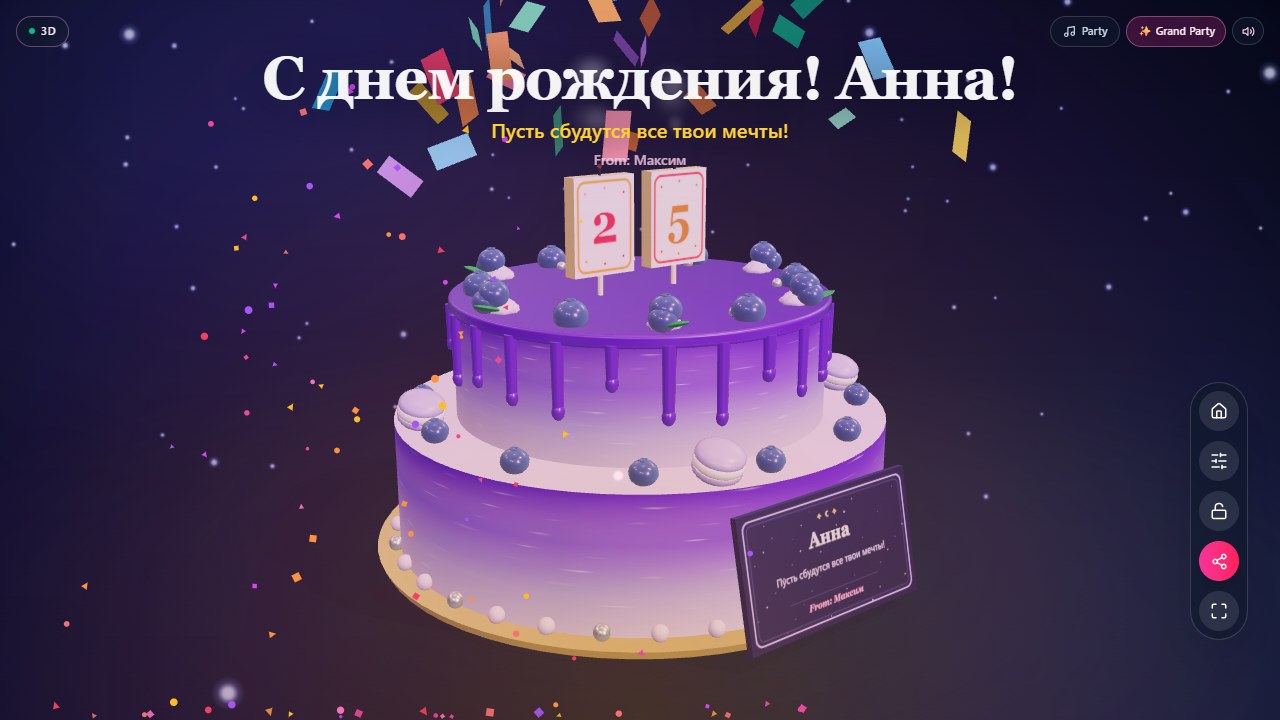 3D
Party
Grand Party
С днем рождения! Анна!
Пусть сбудутся все твои мечты!
From: Максим
2 5
Анна
Пусть сбудутся все твои мечты!
From: Максим